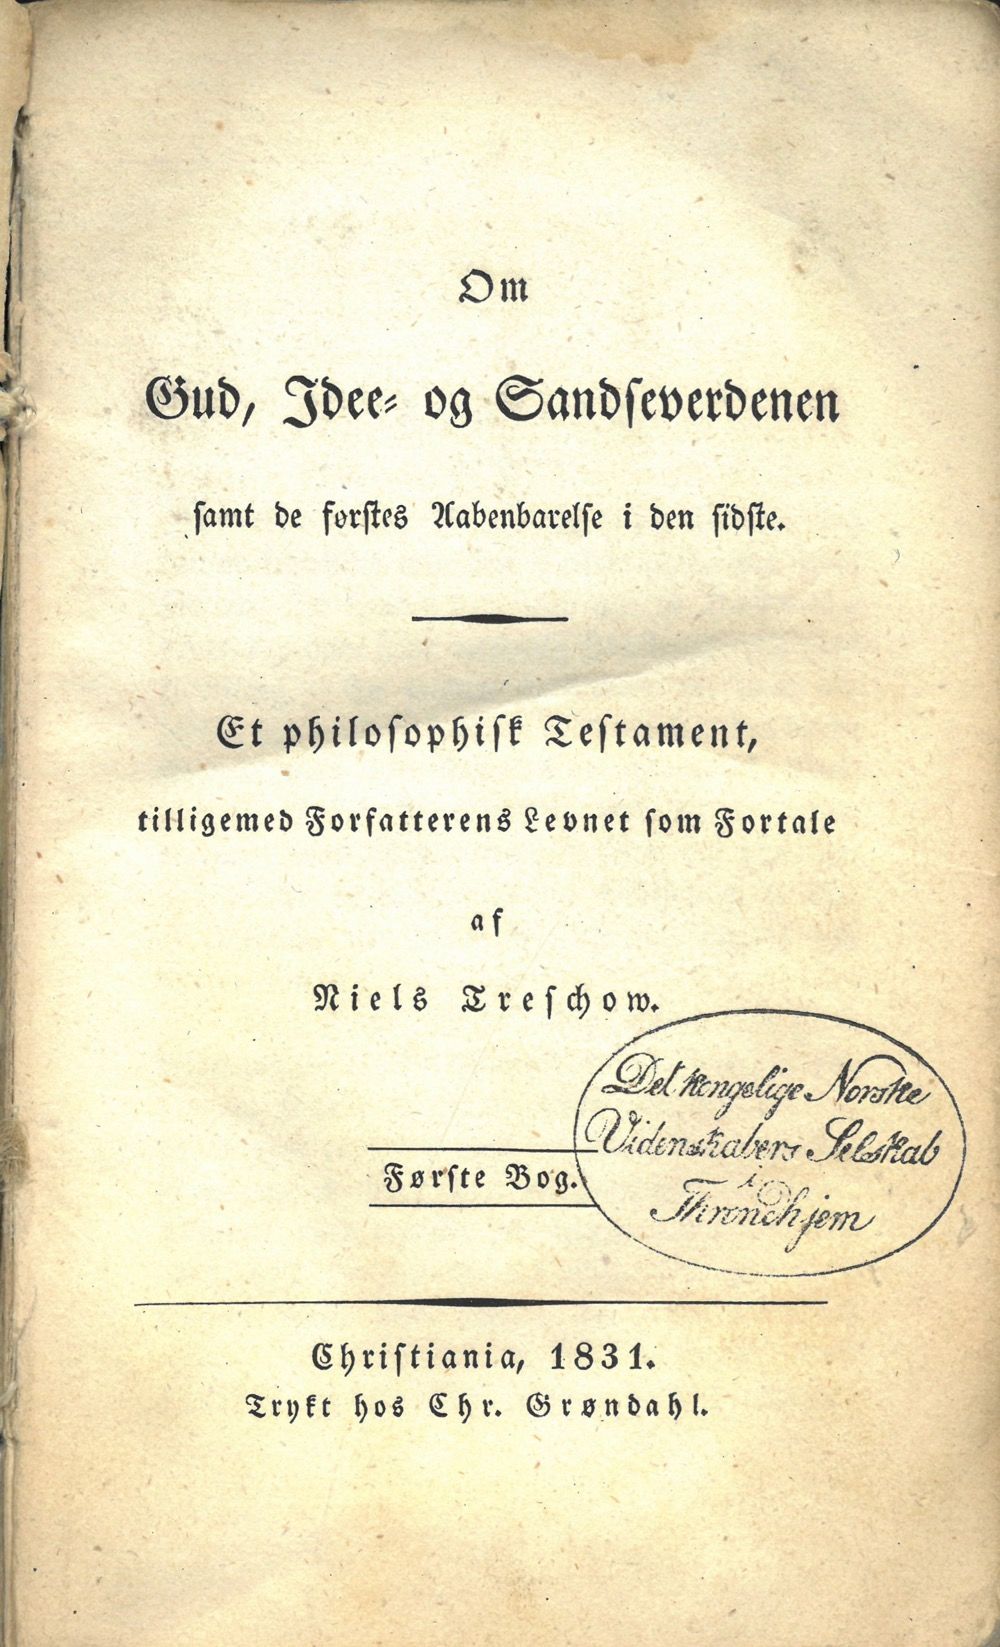 Om
Gud, Idee- og Sandseverdenen
samt de førstes Aabenbarelse i den sidste.
Et philosophisk Testament,
tilligemed Forfatterens Levnet som Fortale
af
Niels Treschow.
Første Bog.
Det kongelige Norske
Videnskabers Selskab
i
Throndhjem
Christiania, 1831.
Trykt hos Chr. Grøndahl.